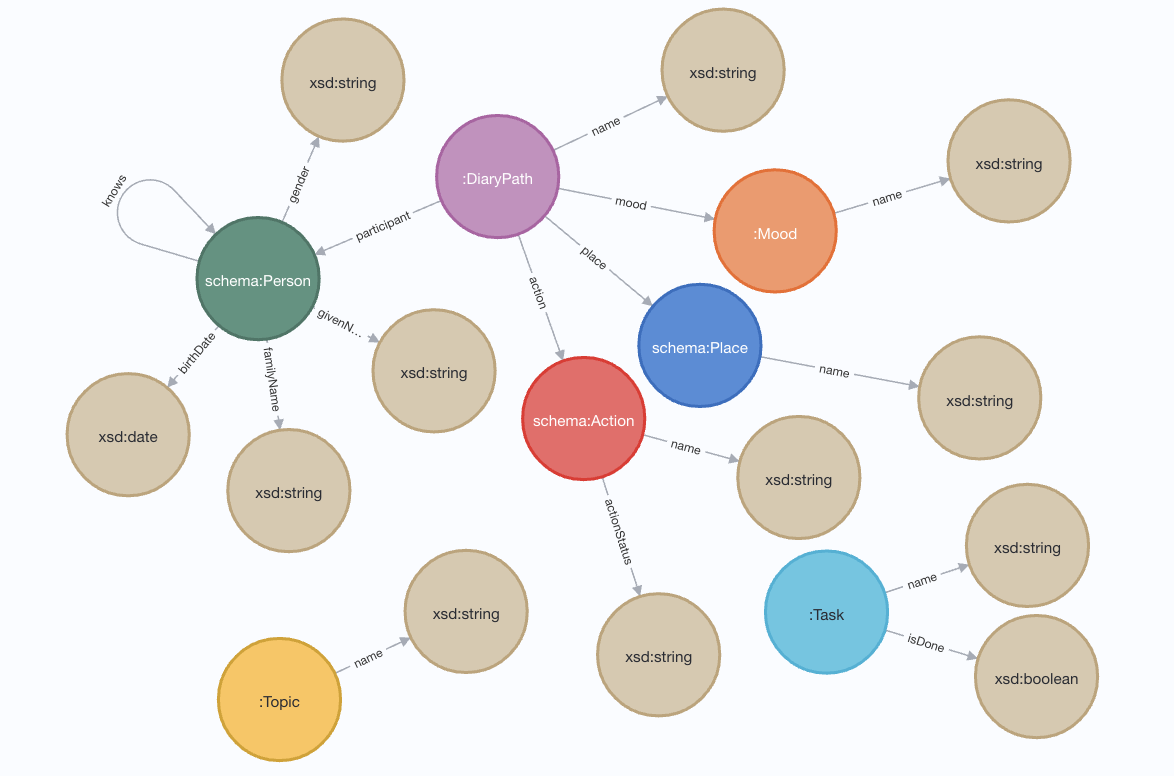 xsd:string
xsd:string
name
xsd:string
:DiaryPath
knows
gender
mood
name
participant
:Mood
place
schema:Person
action
givenN...
schema:Place
birthDate
familyName
xsd:string
name
xsd:string
schema:Action
xsd:date
name
xsd:string
xsd:string
actionStatus
xsd:string
name
xsd:string
:Task
isDone
name
xsd:string
xsd:boolean
:Topic